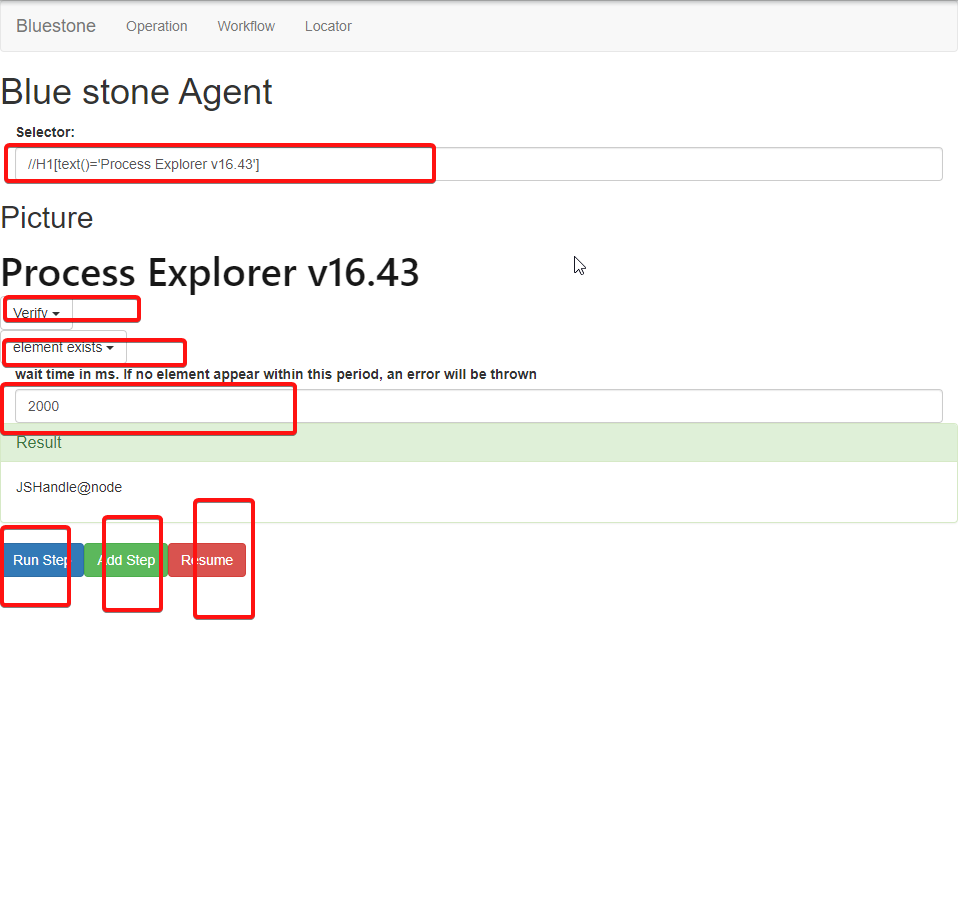 Bluestone Operation Workflow Locator
Blue stone Agent
Selector:
//H1[text()='Process Explorer v16.43']
Picture
Process Explorer v16.43
Verify
element exists
wait time in ms. If no element appear within this period, an error will be thrown
2000
Result
JSHandle@node
Run Step Add Step Resume